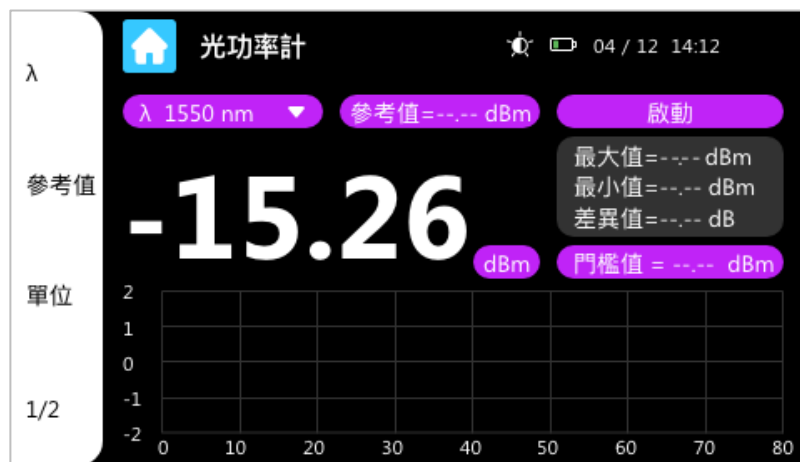 光功率計
04 / 12 14:12
λ
參考值
單位
1/2
λ 1550 nm
參考值=--.-- dBm
啟動
-15.26
dBm
最大值=--.-- dBm
最小值=--.-- dBm
差異值=--.-- dB
門檻值 = --.-- dBm
2
1
0
-1
-2
0 10 20 30 40 50 60 70 80